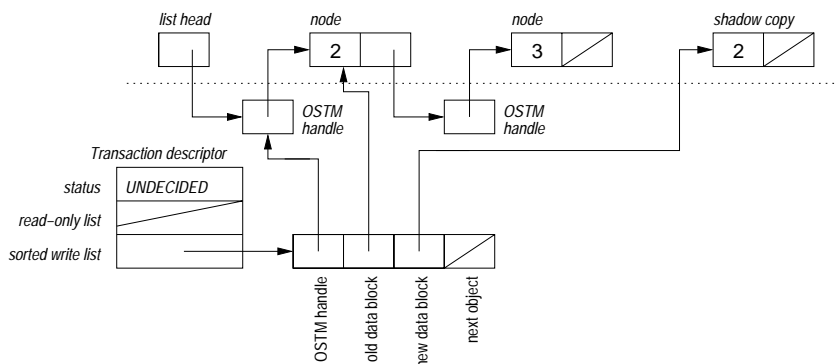 list head
node
node
shadow copy
2
3
2
OSTM
handle
OSTM
handle
Transaction descriptor
status
UNDECIDED
read-only list
sorted write list
OSTM handle
old data block
new data block
next object